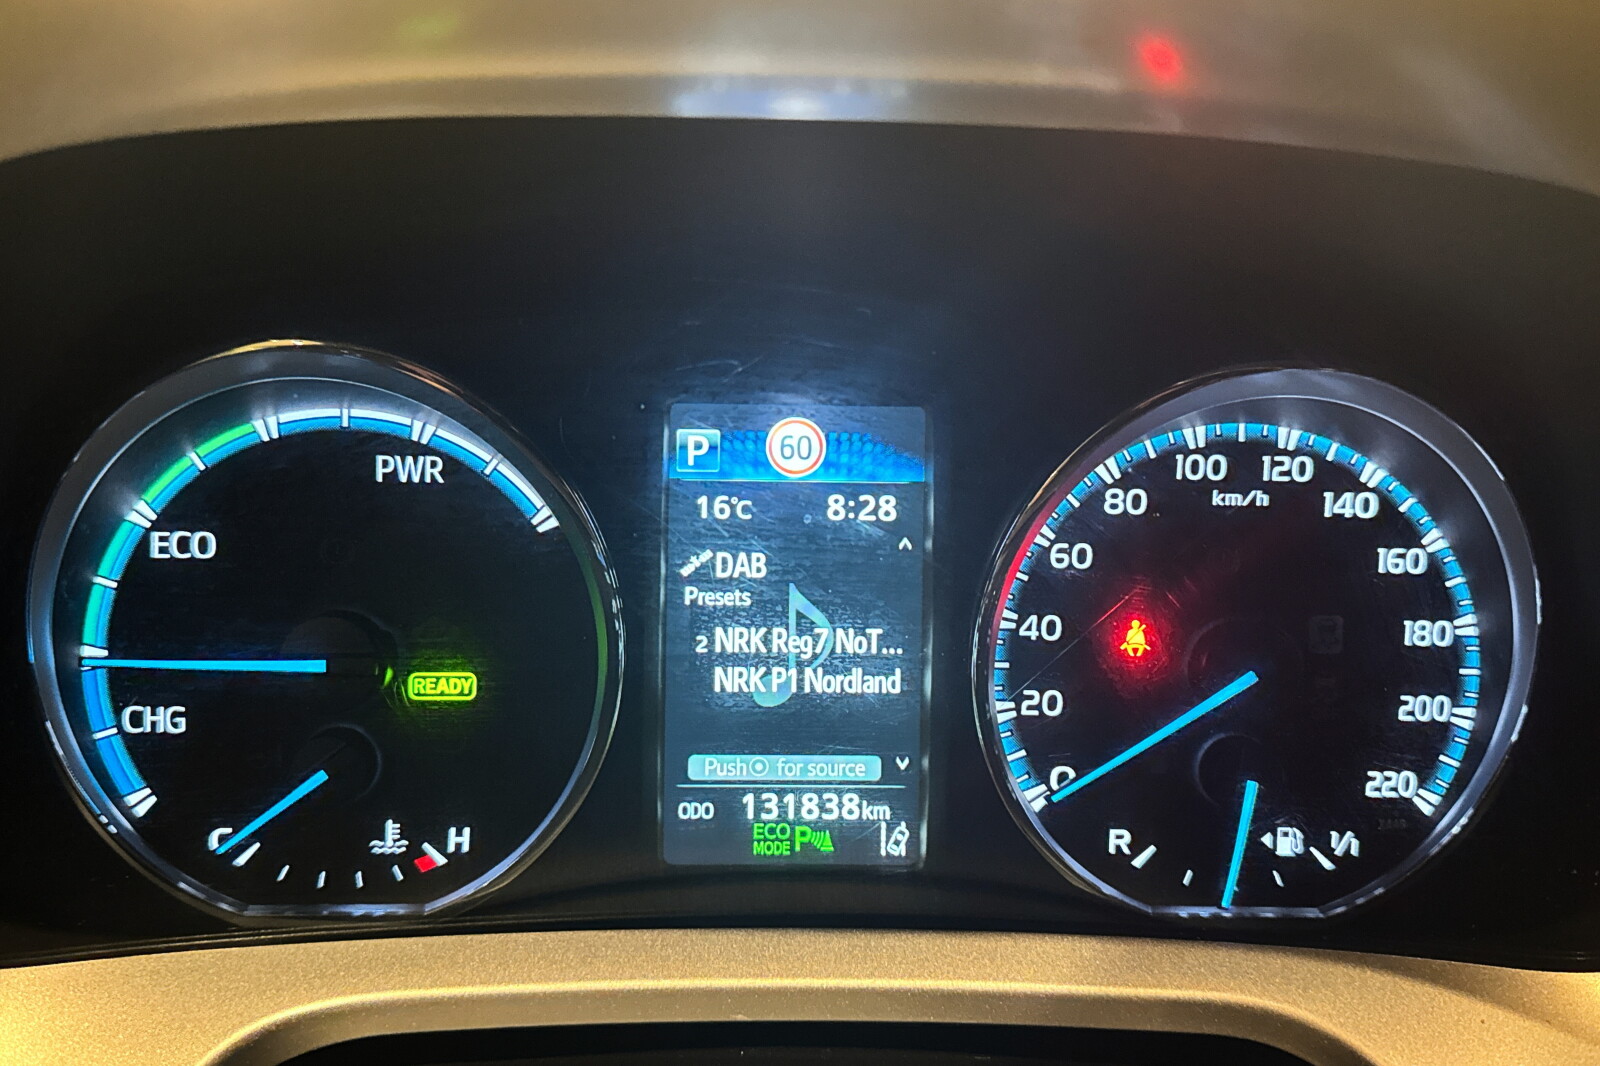 PWR
ECO
CHG
READY
C
H
P
60
16°C 8:28
DAB
Presets
2 NRK Reg7 NoT...
NRK P1 Nordland
Push for source
ODO 131838km
ECO
MODE P
0
20
40
60
80
100
120
140
160
180
200
220
km/h
R
1/1